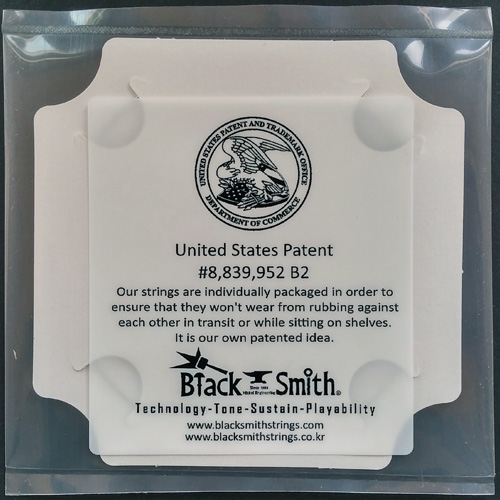 UNITED STATES PATENT AND TRADEMARK OFFICE
DEPARTMENT OF COMMERCE
United States Patent
#8,839,952 B2
Our strings are individually packaged in order to
ensure that they won't wear from rubbing against
each other in transit or while sitting on shelves.
It is our own patented idea.
Black Smith
Technology-Tone-Sustain-Playability
www.blacksmithstrings.com
www.blacksmithstrings.co.kr